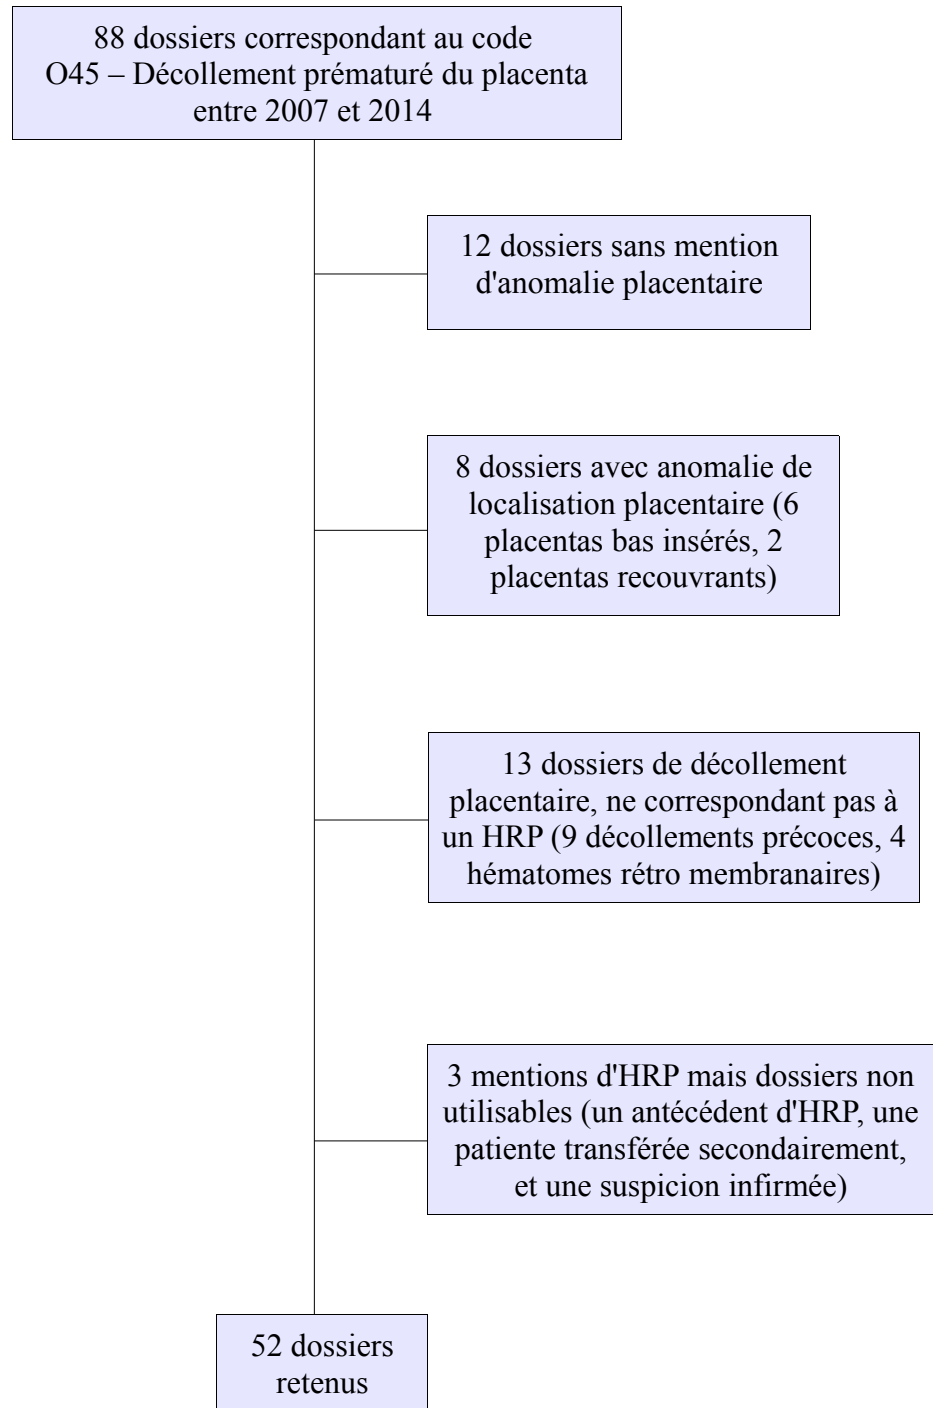 88 dossiers correspondant au code
O45 – Décollement prématuré du placenta
entre 2007 et 2014
12 dossiers sans mention
d'anomalie placentaire
8 dossiers avec anomalie de
localisation placentaire (6
placentas bas insérés, 2
placentas recouvrants)
13 dossiers de décollement
placentaire, ne correspondant pas à
un HRP (9 décollements précoces, 4
hématomes rétro membranaires)
3 mentions d'HRP mais dossiers non
utilisables (un antécédent d'HRP, une
patiente transférée secondairement,
et une suspicion infirmée)
52 dossiers
retenus